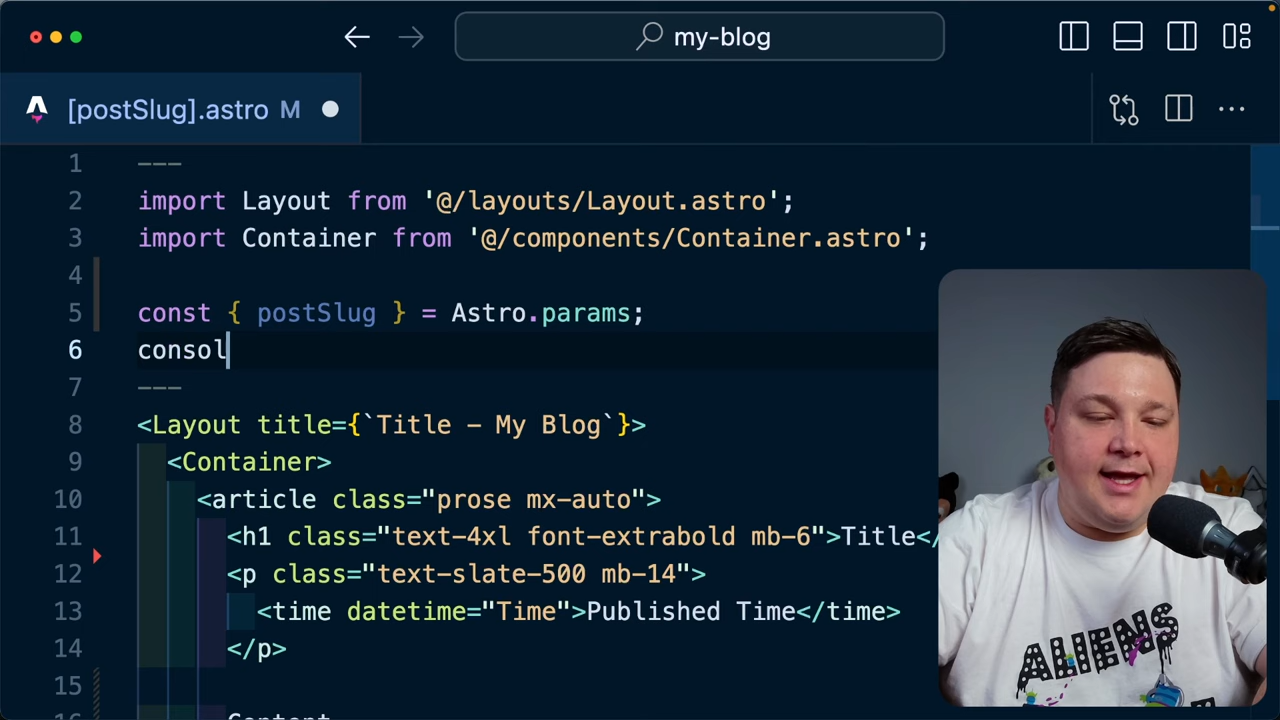 my-blog
[postSlug].astro M
1 ---
2 import Layout from '@/layouts/Layout.astro';
3 import Container from '@/components/Container.astro';
4
5 const { postSlug } = Astro.params;
6 consol
7 ---
8 <Layout title={`Title – My Blog`}>
9 <Container>
10 <article class="prose mx-auto">
11 <h1 class="text-4xl font-extrabold mb-6">Title</
12 <p class="text-slate-500 mb-14">
13 <time datetime="Time">Published Time</time>
14 </p>
15
16 Content
ALIENS